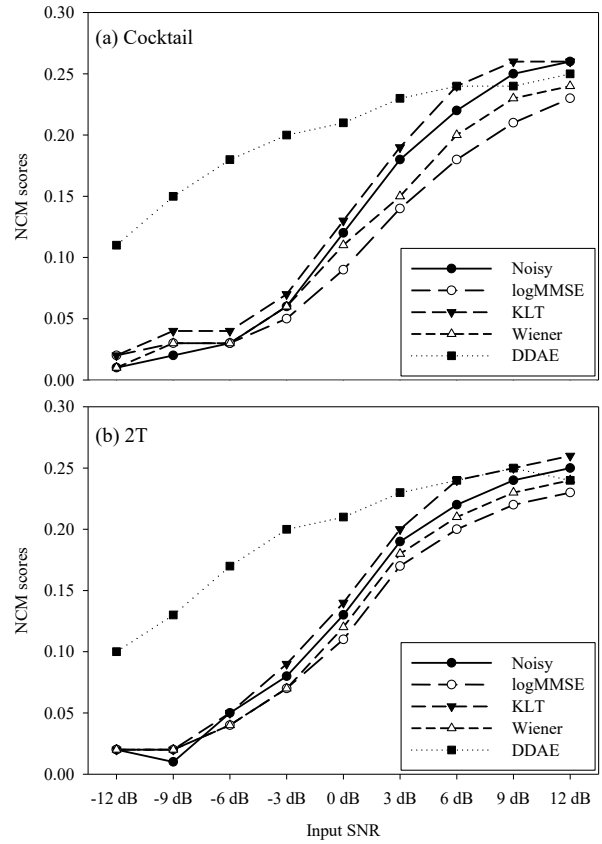 0.30
(a) Cocktail
0.25
0.20
NCM scores
0.15
0.10
Noisy
logMMSE
0.05
KLT
Wiener
DDAE
0.00
0.30
(b) 2T
0.25
0.20
NCM scores
0.15
0.10
Noisy
logMMSE
0.05
KLT
Wiener
DDAE
0.00
-12 dB -9 dB -6 dB -3 dB 0 dB 3 dB 6 dB 9 dB 12 dB
Input SNR